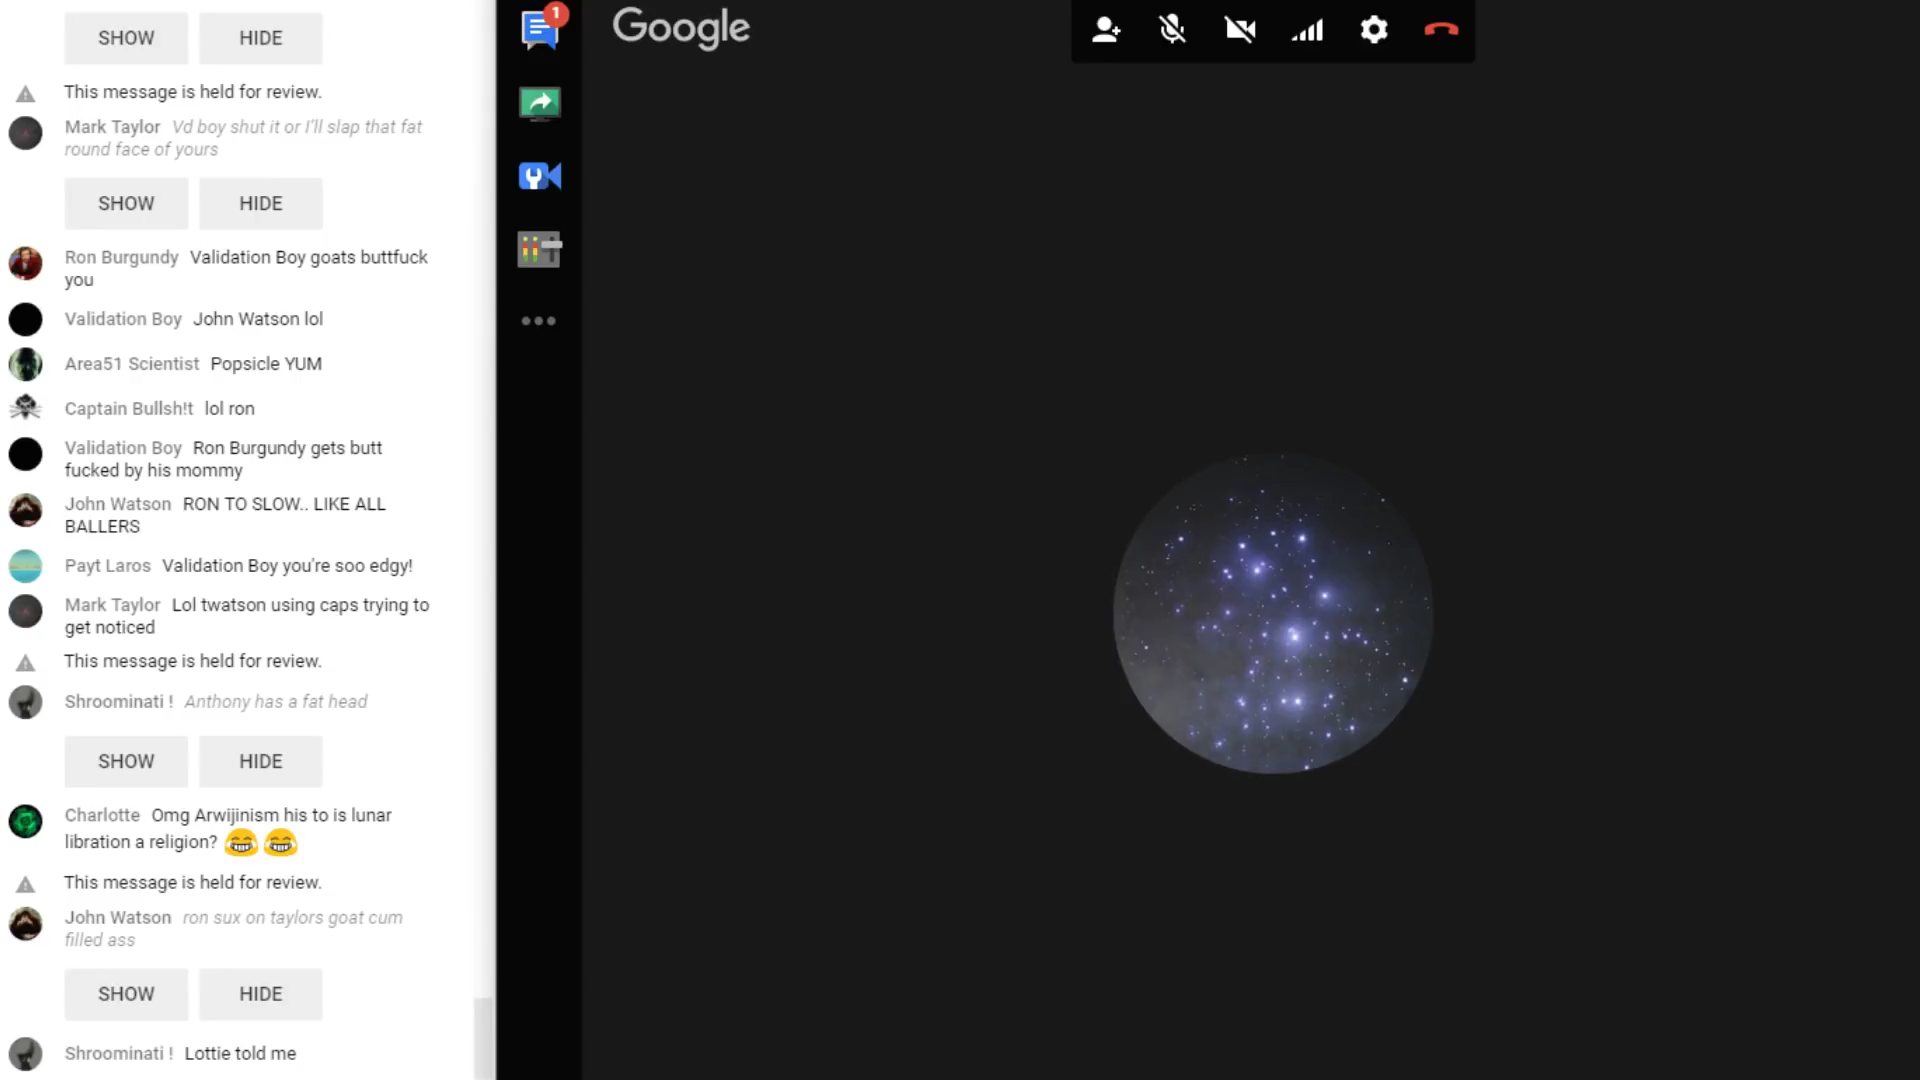 SHOW HIDE
This message is held for review.
Mark Taylor Vd boy shut it or I'll slap that fat
round face of yours
SHOW HIDE
Ron Burgundy Validation Boy goats buttfuck
you
Validation Boy John Watson lol
Area51 Scientist Popsicle YUM
Captain Bullsh!t lol ron
Validation Boy Ron Burgundy gets butt
fucked by his mommy
John Watson RON TO SLOW.. LIKE ALL
BALLERS
Payt Laros Validation Boy you're soo edgy!
Mark Taylor Lol twatson using caps trying to
get noticed
This message is held for review.
Shroominati ! Anthony has a fat head
SHOW HIDE
Charlotte Omg Arwijinism his to is lunar
libration a religion? 😂 😂
This message is held for review.
John Watson ron sux on taylors goat cum
filled ass
SHOW HIDE
Shroominati ! Lottie told me
1
Google